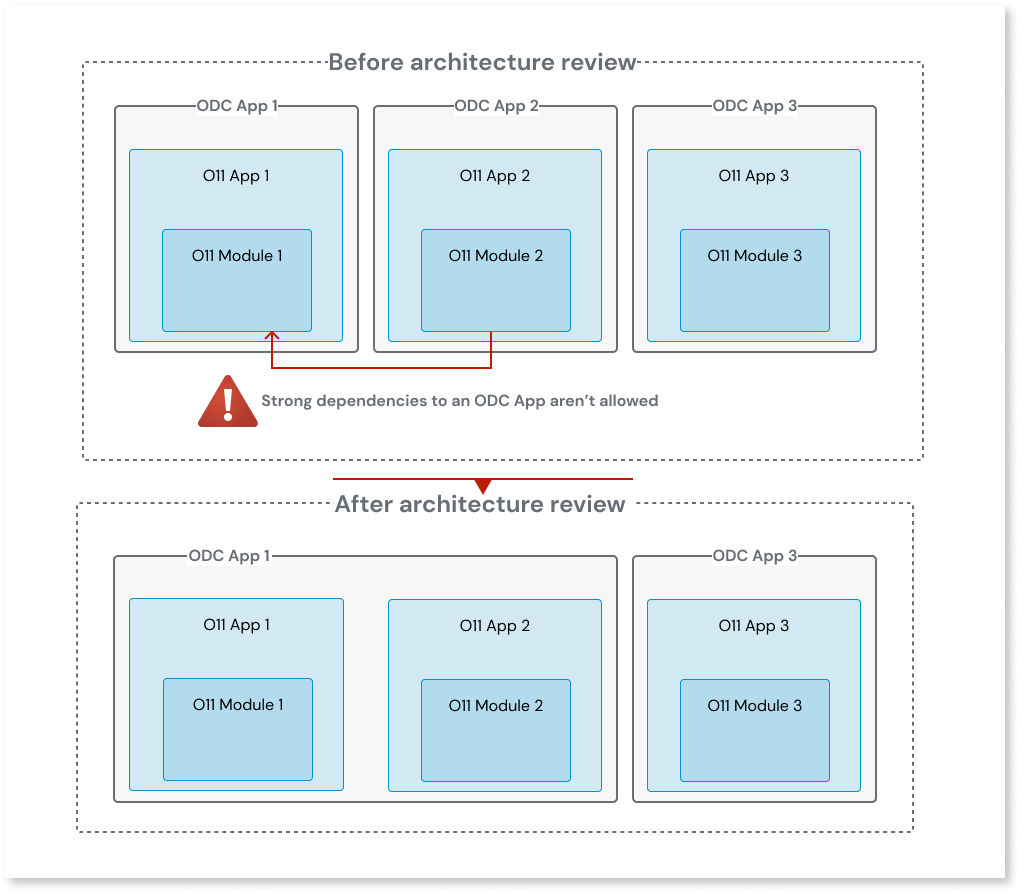 Before architecture review
ODC App 1
ODC App 2
ODC App 3
O11 App 1
O11 App 2
O11 App 3
O11 Module 1
O11 Module 2
O11 Module 3
Strong dependencies to an ODC App aren’t allowed
After architecture review
ODC App 1
ODC App 3
O11 App 1
O11 App 2
O11 App 3
O11 Module 1
O11 Module 2
O11 Module 3